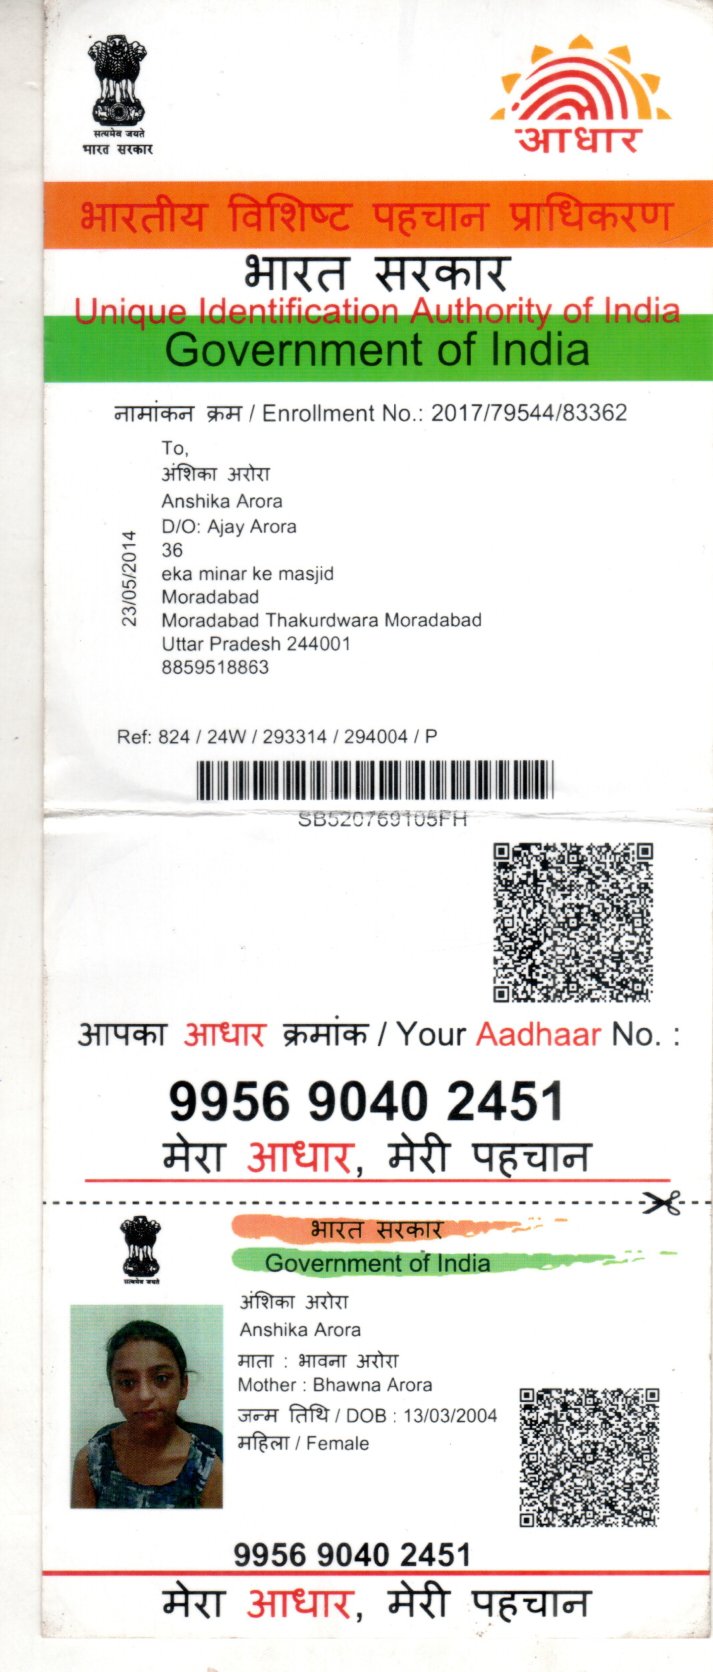 सत्यमेव जयते
भारत सरकार
आधार
भारतीय विशिष्ट पहचान प्राधिकरण
भारत सरकार
Unique Identification Authority of India
Government of India
नामांकन क्रम / Enrollment No.: 2017/79544/83362
To,
अंशिका अरोरा
Anshika Arora
D/O: Ajay Arora
36
eka minar ke masjid
Moradabad
Moradabad Thakurdwara Moradabad
Uttar Pradesh 244001
8859518863
23/05/2014
Ref: 824 / 24W / 293314 / 294004 / P
SB520769105FH
आपका आधार क्रमांक / Your Aadhaar No. :
9956 9040 2451
मेरा आधार, मेरी पहचान
सत्यमेव जयते
भारत सरकार
Government of India
अंशिका अरोरा
Anshika Arora
माता : भावना अरोरा
Mother : Bhawna Arora
जन्म तिथि / DOB : 13/03/2004
महिला / Female
9956 9040 2451
मेरा आधार, मेरी पहचान